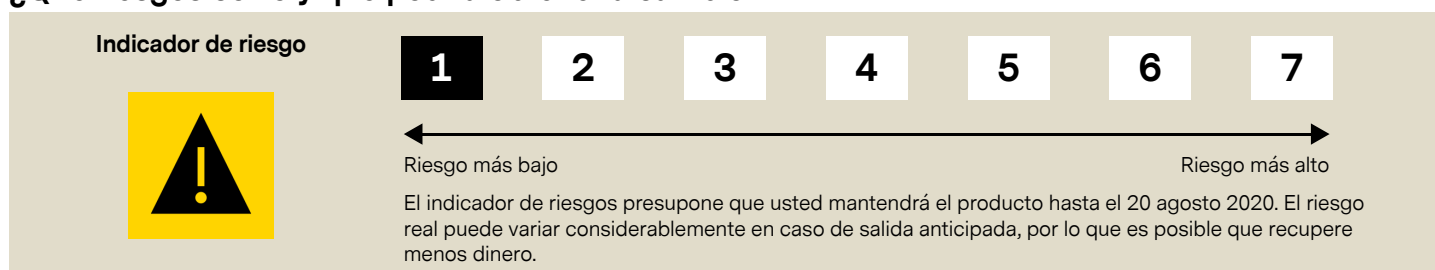 Indicador de riesgo
1 2 3 4 5 6 7
Riesgo más bajo Riesgo más alto
El indicador de riesgos presupone que usted mantendrá el producto hasta el 20 agosto 2020. El riesgo
real puede variar considerablemente en caso de salida anticipada, por lo que es posible que recupere
menos dinero.